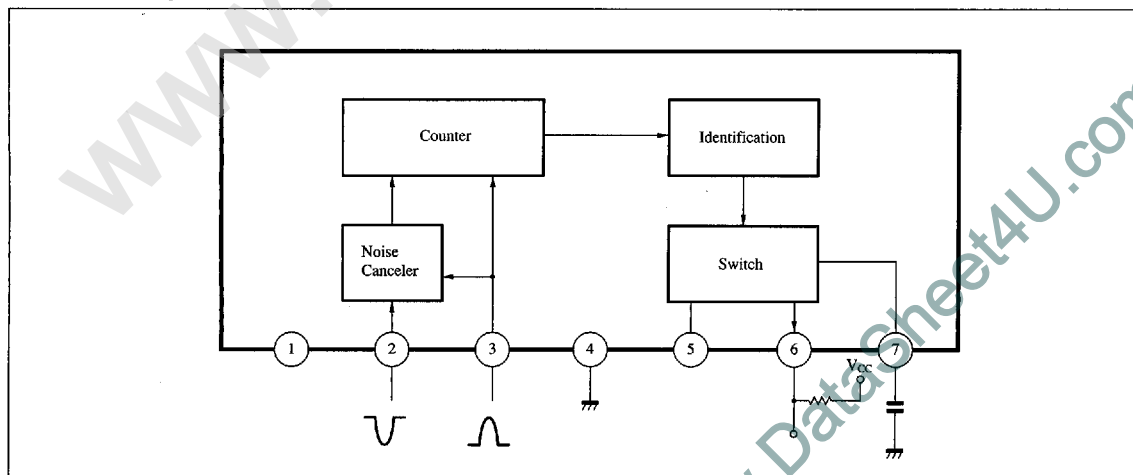 www.
Counter
Identification
Noise
Canceler
Switch
1
2
3
4
5
6
7
VCC
DataSheet4U.com